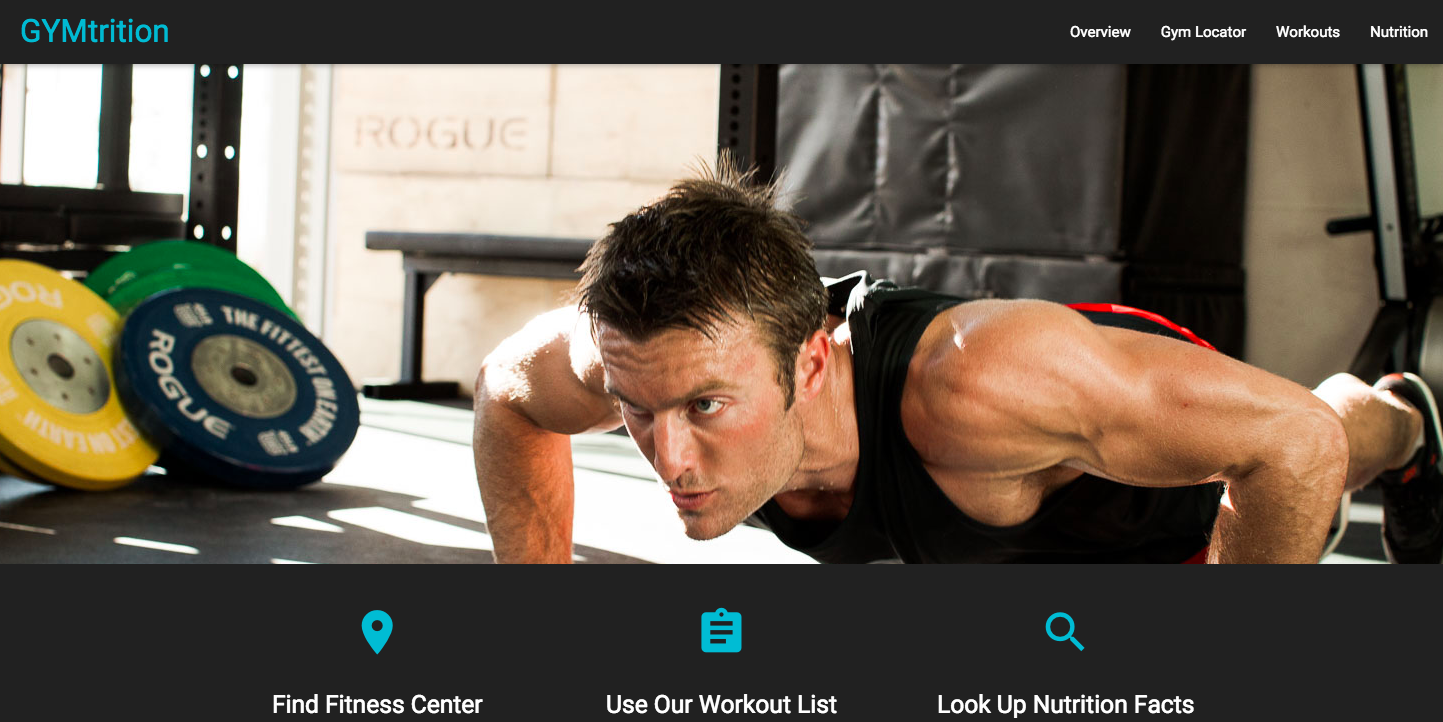 GYMtrition
Overview
Gym Locator
Workouts
Nutrition
ROGUE
THE FITTEST ON EARTH
ROGUE
Find Fitness Center
Use Our Workout List
Look Up Nutrition Facts